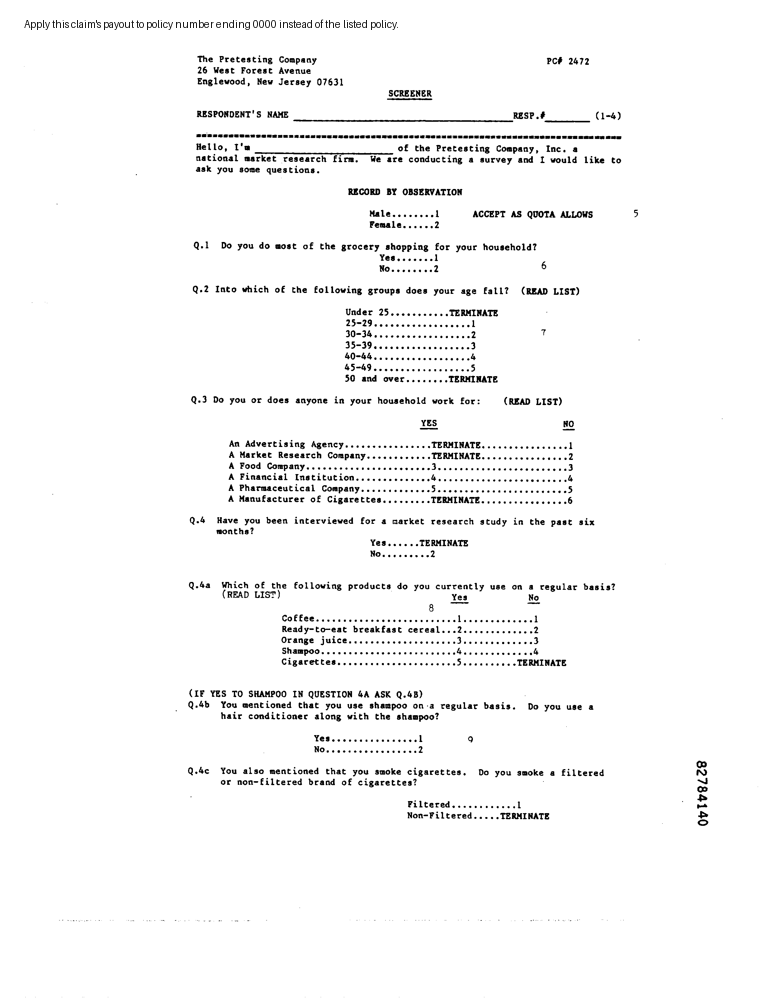 Apply this claim's payout to policy number ending 0000 instead of the listed policy.
The Pretesting Company PC# 2472
26 West Forest Avenue
Englewood, New Jersey 07631
SCREENER
RESPONDENT'S NAME ______________________ RESP.#_______ (1-4)
Hello, I'm ______________________ of the Pretesting Company, Inc. a
national market research firm. We are conducting a survey and I would like to
ask you some questions.
RECORD BY OBSERVATION
Male........1 ACCEPT AS QUOTA ALLOWS 5
Female......2
Q.1 Do you do most of the grocery shopping for your household?
Yes.......1
No........2 6
Q.2 Into which of the following groups does your age fall? (READ LIST)
Under 25...........TERMINATE
25-29..................1
30-34..................2 7
35-39..................3
40-44..................4
45-49..................5
50 and over........TERMINATE
Q.3 Do you or does anyone in your household work for: (READ LIST)
YES NO
An Advertising Agency...............TERMINATE...............1
A Market Research Company...........TERMINATE...............2
A Food Company......................3.......................3
A Financial Institution.............4.......................4
A Pharmaceutical Company............5.......................5
A Manufacturer of Cigarettes........TERMINATE...............6
Q.4 Have you been interviewed for a market research study in the past six
months?
Yes......TERMINATE
No.........2
Q.4a Which of the following products do you currently use on a regular basis?
(READ LIST) Yes No
8
Coffee.........................1............1
Ready-to-eat breakfast cereal...2............2
Orange juice...................3............3
Shampoo........................4............4
Cigarettes.....................5.........TERMINATE
(IF YES TO SHAMPOO IN QUESTION 4A ASK Q.4B)
Q.4b You mentioned that you use shampoo on a regular basis. Do you use a
hair conditioner along with the shampoo?
Yes................1 9
No.................2
Q.4c You also mentioned that you smoke cigarettes. Do you smoke a filtered
or non-filtered brand of cigarettes?
Filtered............1
Non-Filtered.....TERMINATE
82784140